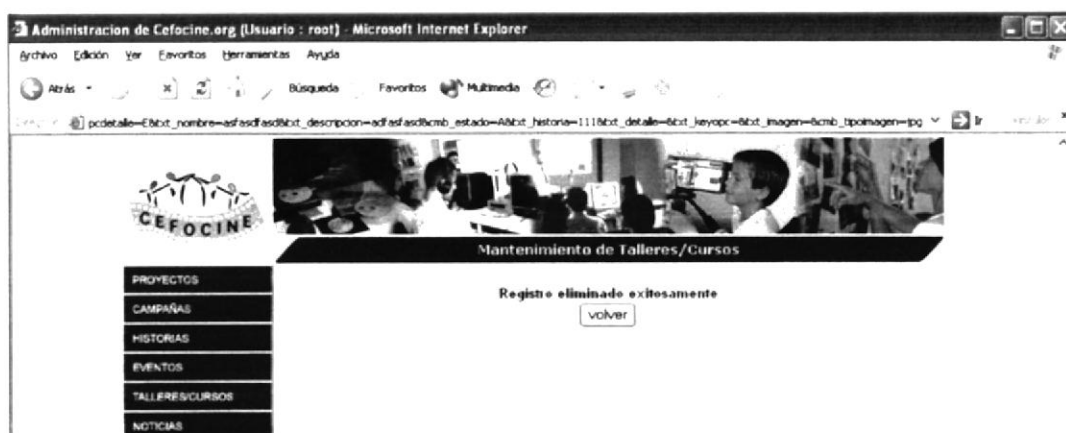 Administracion de Cefocine.org (Usuario : root) - Microsoft Internet Explorer
Archivo Edición Ver Favoritos Herramientas Ayuda
Atrás Búsqueda Favoritos Multimedia
pcdetalle=E&txt_nombre=asfasdfasd&txt_descripcion=adfasfasd&cmb_estado=A&txt_historia=111&txt_detalle=&txt_keyopc=&txt_imagen=&cmb_tipoimagen=jpg Ir
CEFOCINE
Mantenimiento de Talleres/Cursos
PROYECTOS
Registro eliminado exitosamente
CAMPAÑAS
volver
HISTORIAS
EVENTOS
TALLERES/CURSOS
NOTICIAS